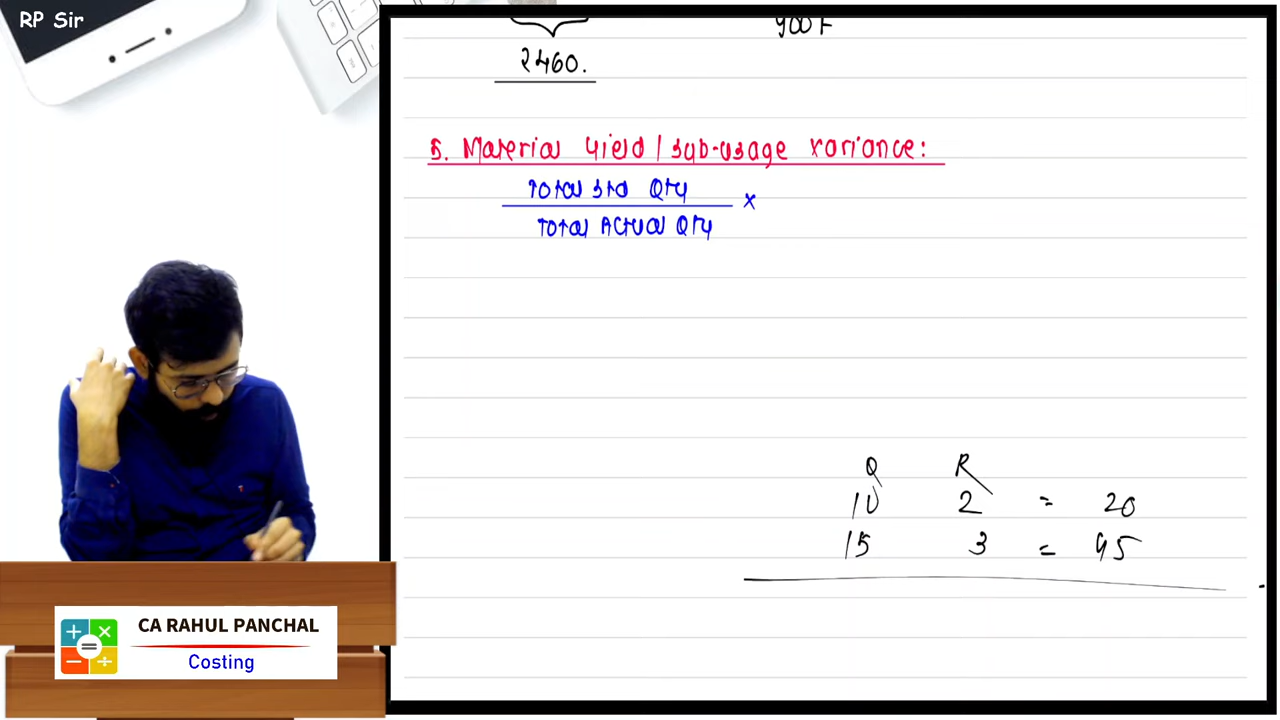 RP Sir
900 F
2460.
5. Material Yield / sub-usage variance:
Total std Qty
×
Total Actual Qty
Q R
10 2 = 20
15 3 = 45
CA RAHUL PANCHAL
Costing